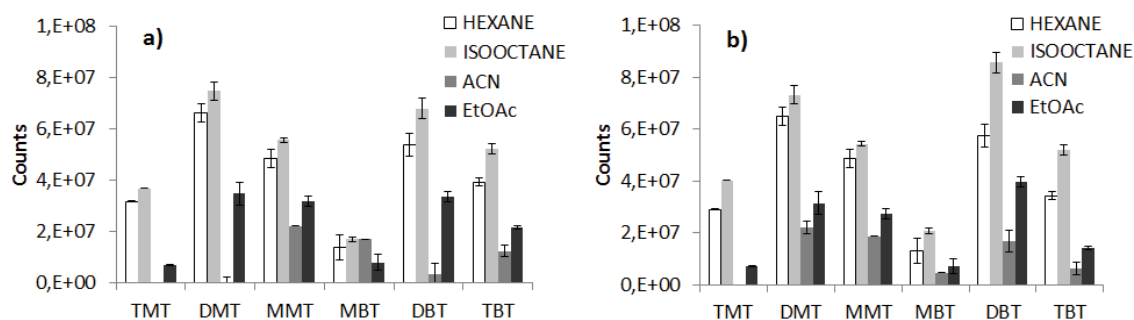 a)
1,E+08
8,E+07
6,E+07
4,E+07
2,E+07
0,E+00
Counts
HEXANE
ISOOCTANE
ACN
EtOAc
TMT DMT MMT MBT DBT TBT
b)
1,E+08
8,E+07
6,E+07
4,E+07
2,E+07
0,E+00
Counts
HEXANE
ISOOCTANE
ACN
EtOAc
TMT DMT MMT MBT DBT TBT